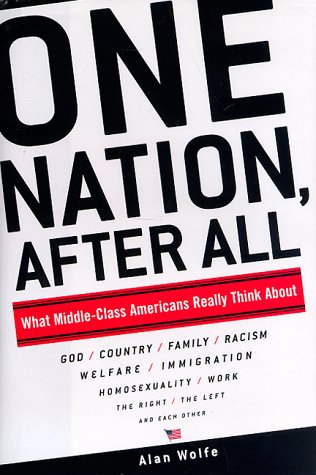 ONE
NATION,
AFTER ALL
What Middle-Class Americans Really Think About
GOD / COUNTRY / FAMILY / RACISM
WELFARE / IMMIGRATION
HOMOSEXUALITY / WORK
THE RIGHT / THE LEFT
AND EACH OTHER
Alan Wolfe